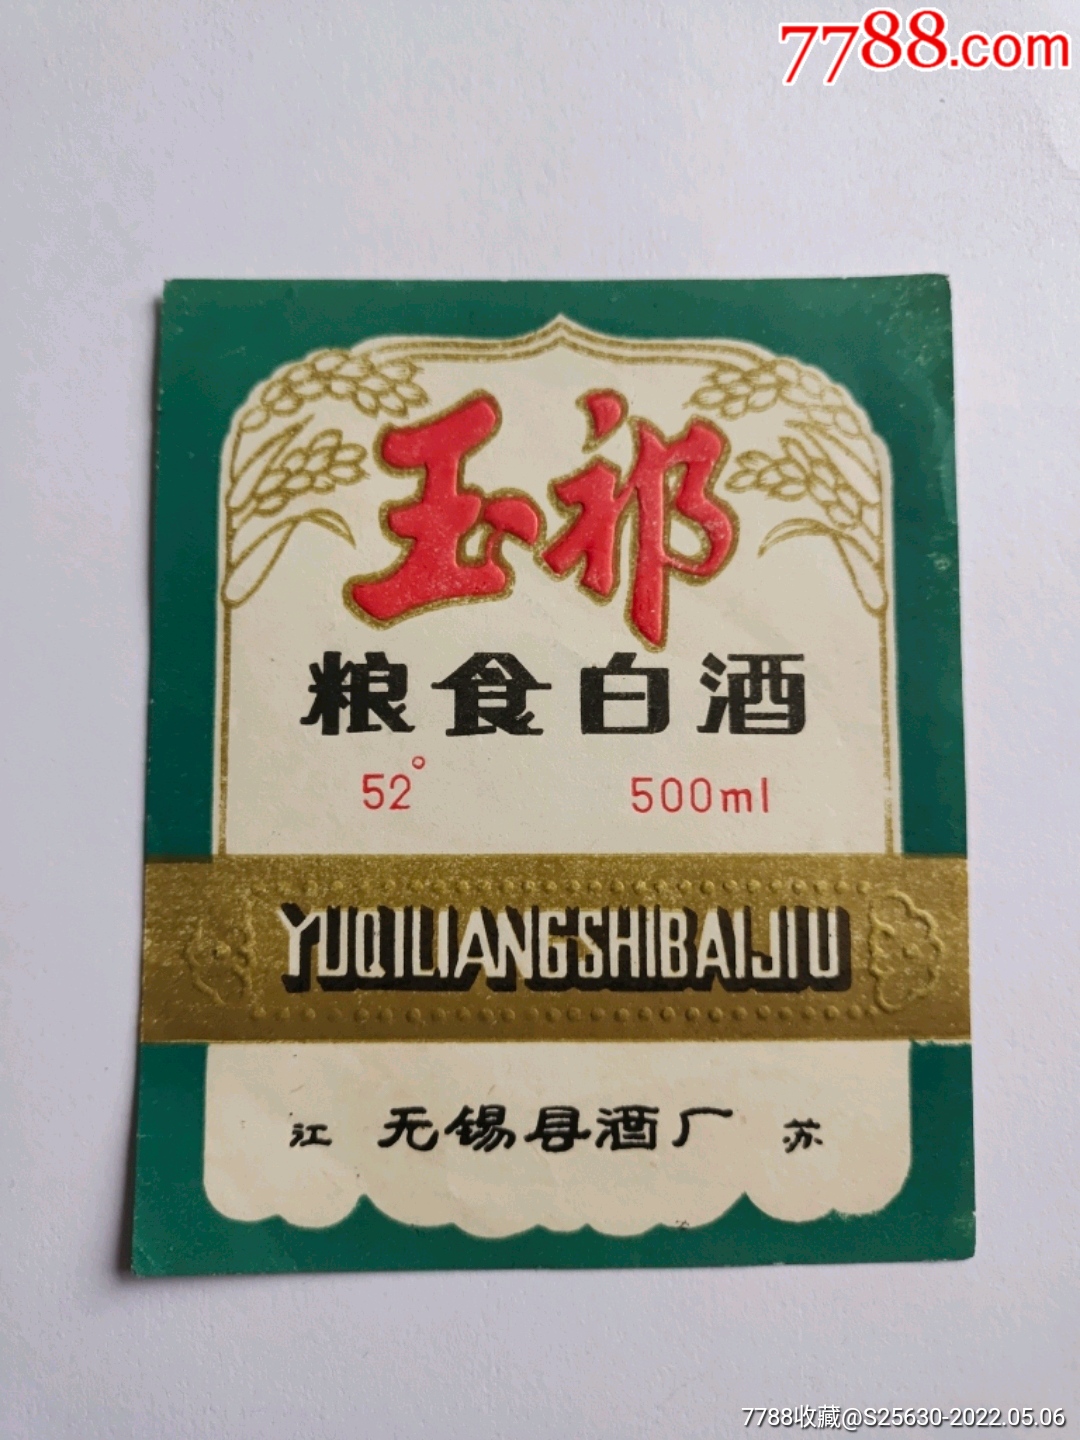 7788.com
玉祁
粮食白酒
52° 500ml
YUQILIANGSHIBAIJIU
江 无锡县酒厂 苏
7788收藏@S25630-2022.05.06